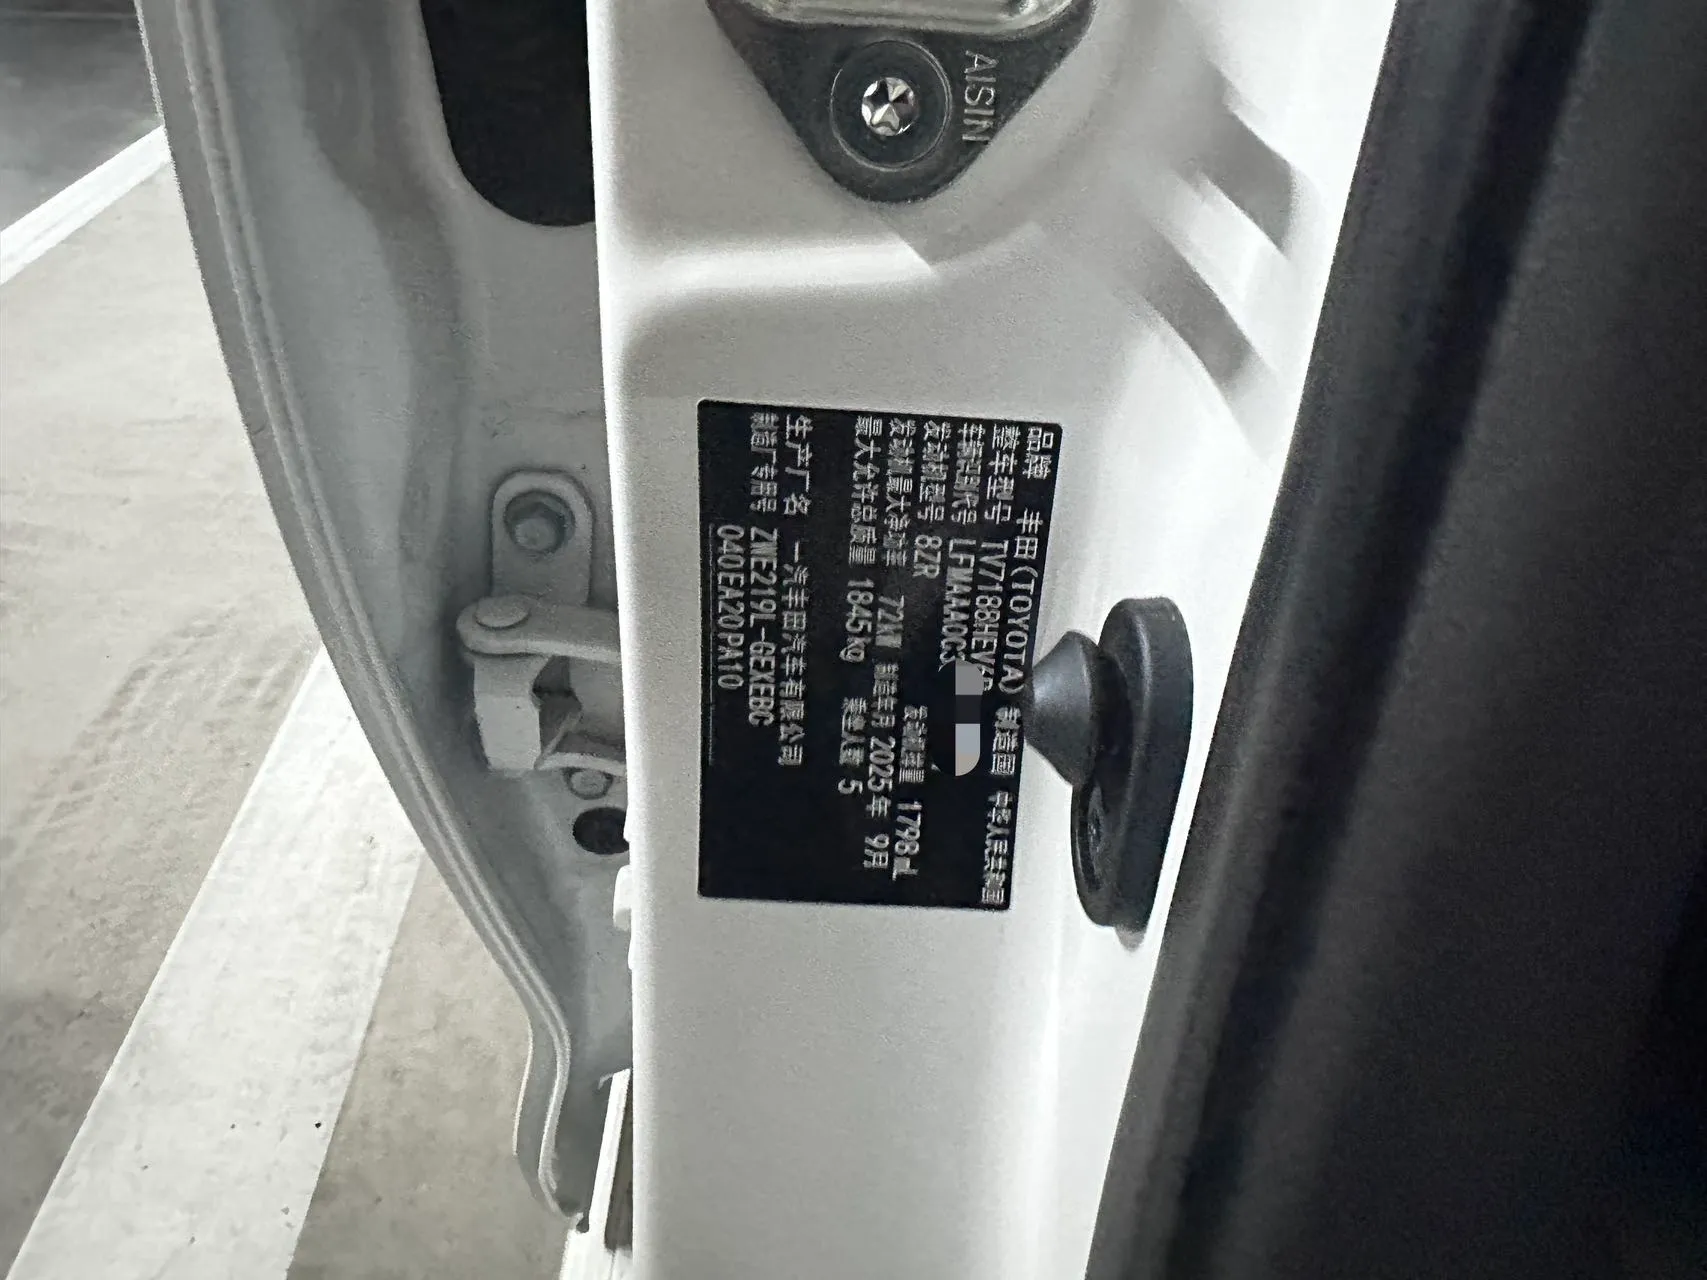 AISIN
品牌 丰田(TOYOTA) 制造国 中华人民共和国
整车型号 TV7188HEV
车辆识别代号 LFMAAA0C3
发动机型号 8ZR 发动机排量 1798mL
发动机最大净功率 72kW 制造年月 2025年 9月
最大允许总质量 1845kg 乘坐人数 5
生产厂名 一汽丰田汽车有限公司
制造厂专用号 ZWE219L-GEXEBC
040EA20PA110